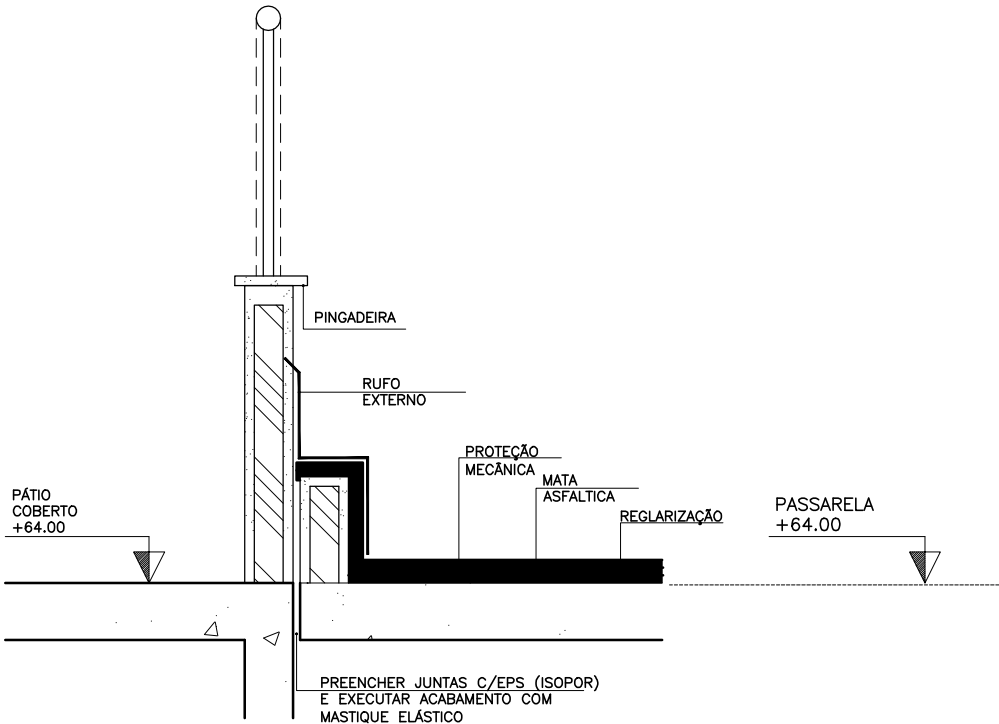 PINGADEIRA
RUFO
EXTERNO
PROTEÇÃO
MECÂNICA
MATA
ASFALTICA
REGLARIZAÇÃO
PÁTIO
COBERTO
+64.00
PASSARELA
+64.00
PREENCHER JUNTAS C/EPS (ISOPOR)
E EXECUTAR ACABAMENTO COM
MASTIQUE ELÁSTICO